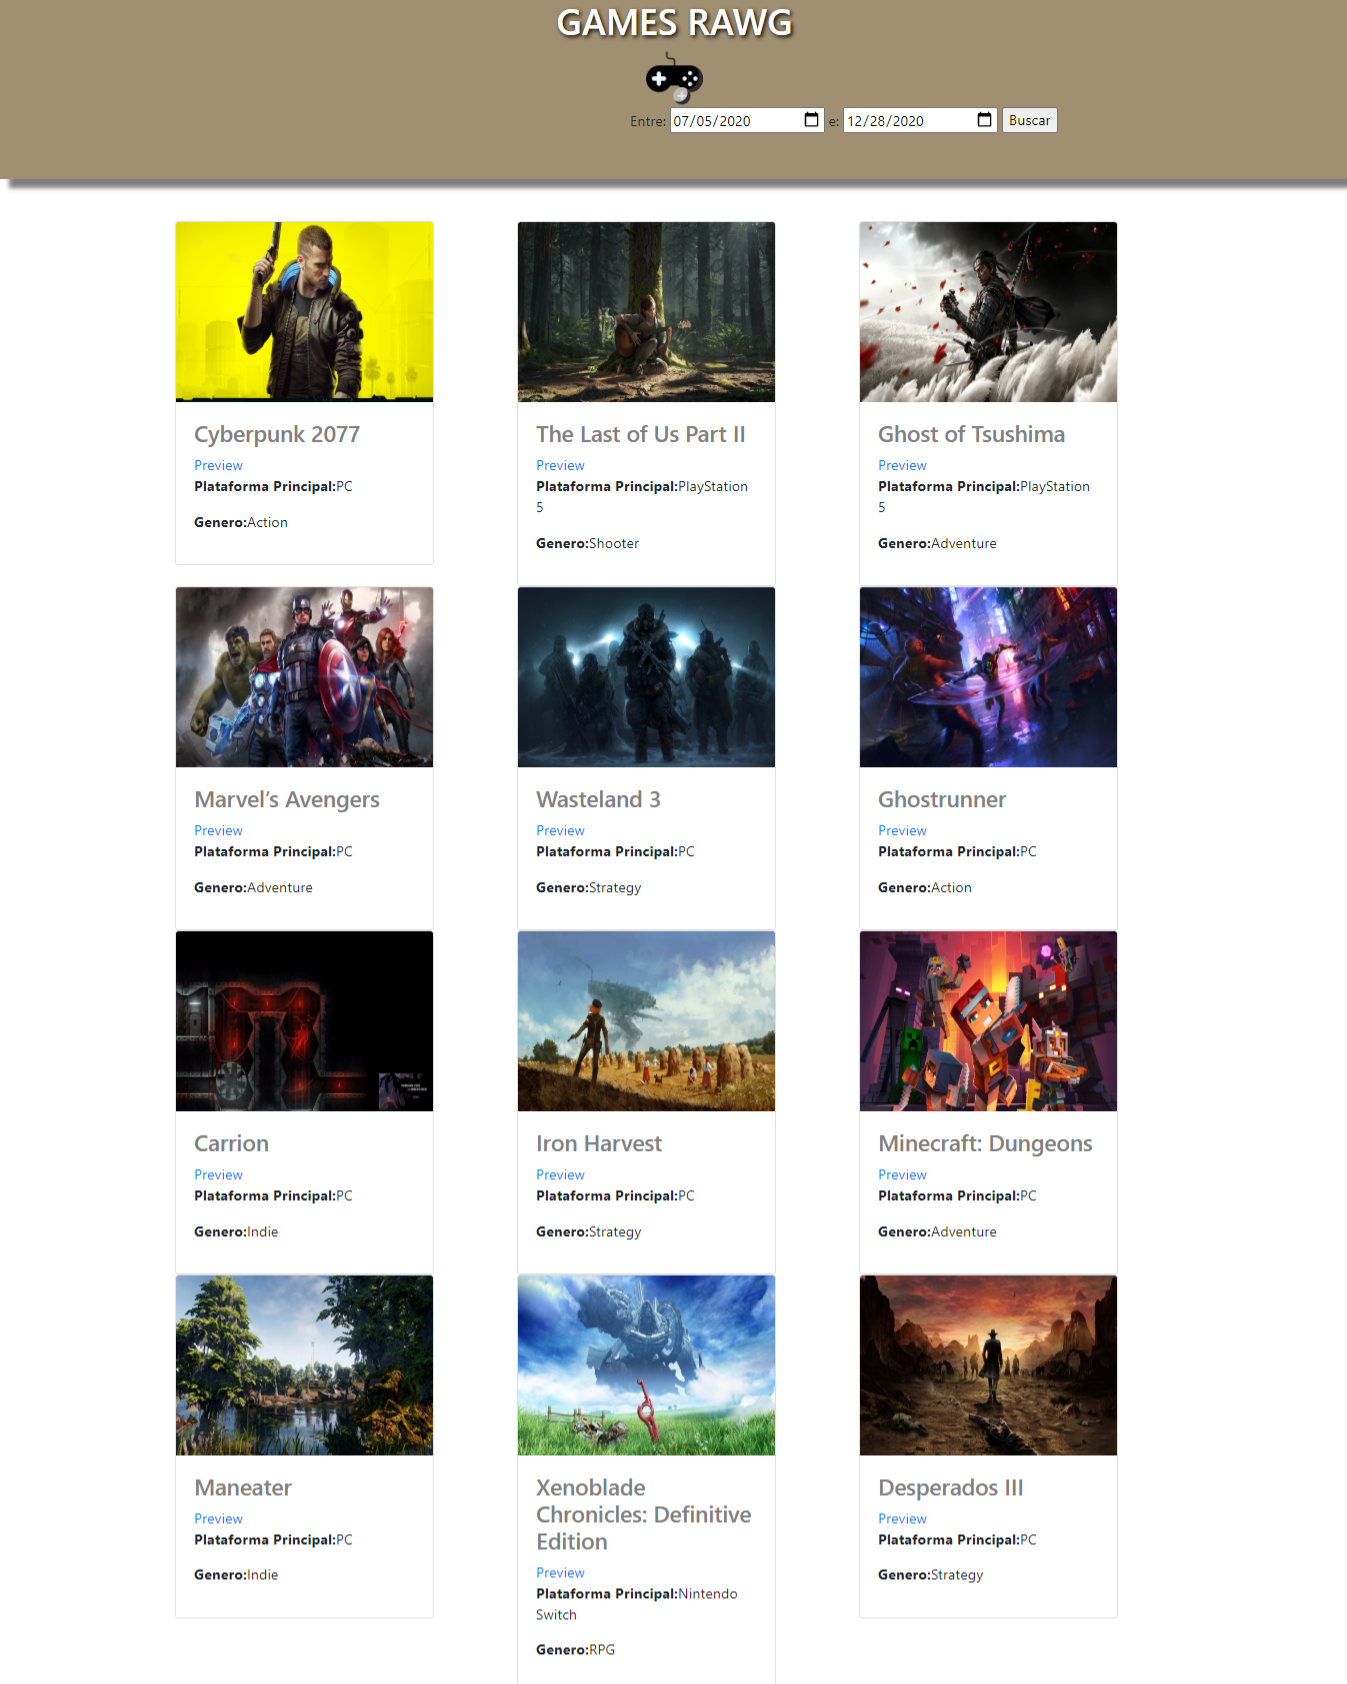 GAMES RAWG
Entre: 07/05/2020 e: 12/28/2020 Buscar
Cyberpunk 2077
Preview
Plataforma Principal:PC
Genero:Action
The Last of Us Part II
Preview
Plataforma Principal:PlayStation
5
Genero:Shooter
Ghost of Tsushima
Preview
Plataforma Principal:PlayStation
5
Genero:Adventure
Marvel’s Avengers
Preview
Plataforma Principal:PC
Genero:Adventure
Wasteland 3
Preview
Plataforma Principal:PC
Genero:Strategy
Ghostrunner
Preview
Plataforma Principal:PC
Genero:Action
Carrion
Preview
Plataforma Principal:PC
Genero:Indie
Iron Harvest
Preview
Plataforma Principal:PC
Genero:Strategy
Minecraft: Dungeons
Preview
Plataforma Principal:PC
Genero:Adventure
Maneater
Preview
Plataforma Principal:PC
Genero:Indie
Xenoblade
Chronicles: Definitive
Edition
Preview
Plataforma Principal:Nintendo
Switch
Genero:RPG
Desperados III
Preview
Plataforma Principal:PC
Genero:Strategy